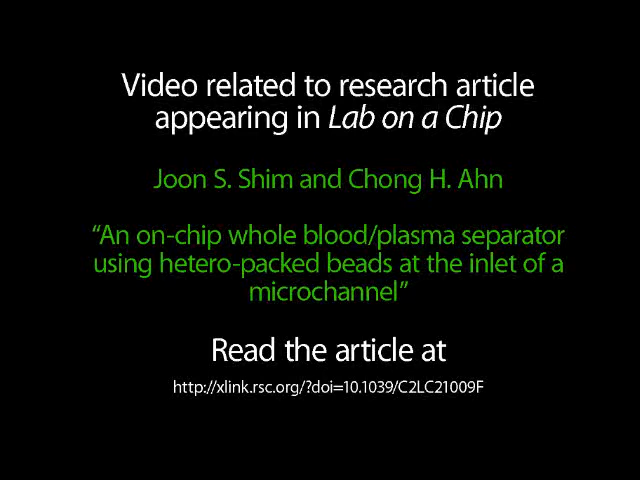 Video related to research article
appearing in Lab on a Chip
Joon S. Shim and Chong H. Ahn
“An on-chip whole blood/plasma separator
using hetero-packed beads at the inlet of a
microchannel”
Read the article at
http://xlink.rsc.org/?doi=10.1039/C2LC21009F